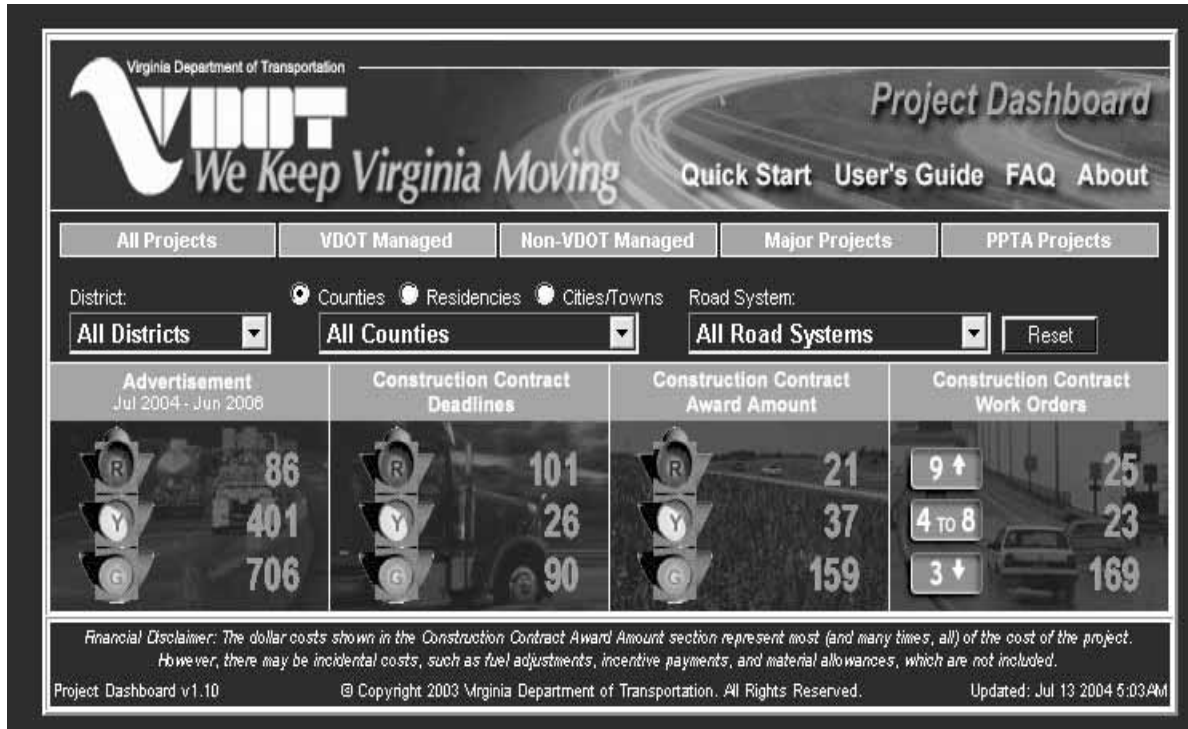 Virginia Department of Transportation
VDOT
We Keep Virginia Moving
Project Dashboard
Quick Start User's Guide FAQ About
All Projects VDOT Managed Non-VDOT Managed Major Projects PPTA Projects
District: Counties Residencies Cities/Towns Road System:
All Districts All Counties All Road Systems Reset
Advertisement
Jul 2004 - Jun 2006
R 86
Y 401
G 706
Construction Contract
Deadlines
R 101
Y 26
G 90
Construction Contract
Award Amount
R 21
Y 37
G 159
Construction Contract
Work Orders
9 ↑ 25
4 TO 8 23
3 ↓ 169
Financial Disclaimer: The dollar costs shown in the Construction Contract Award Amount section represent most (and many times, all) of the cost of the project.
However, there may be incidental costs, such as fuel adjustments, incentive payments, and material allowances, which are not included.
Project Dashboard v1.10 © Copyright 2003 Virginia Department of Transportation. All Rights Reserved. Updated: Jul 13 2004 5:03AM